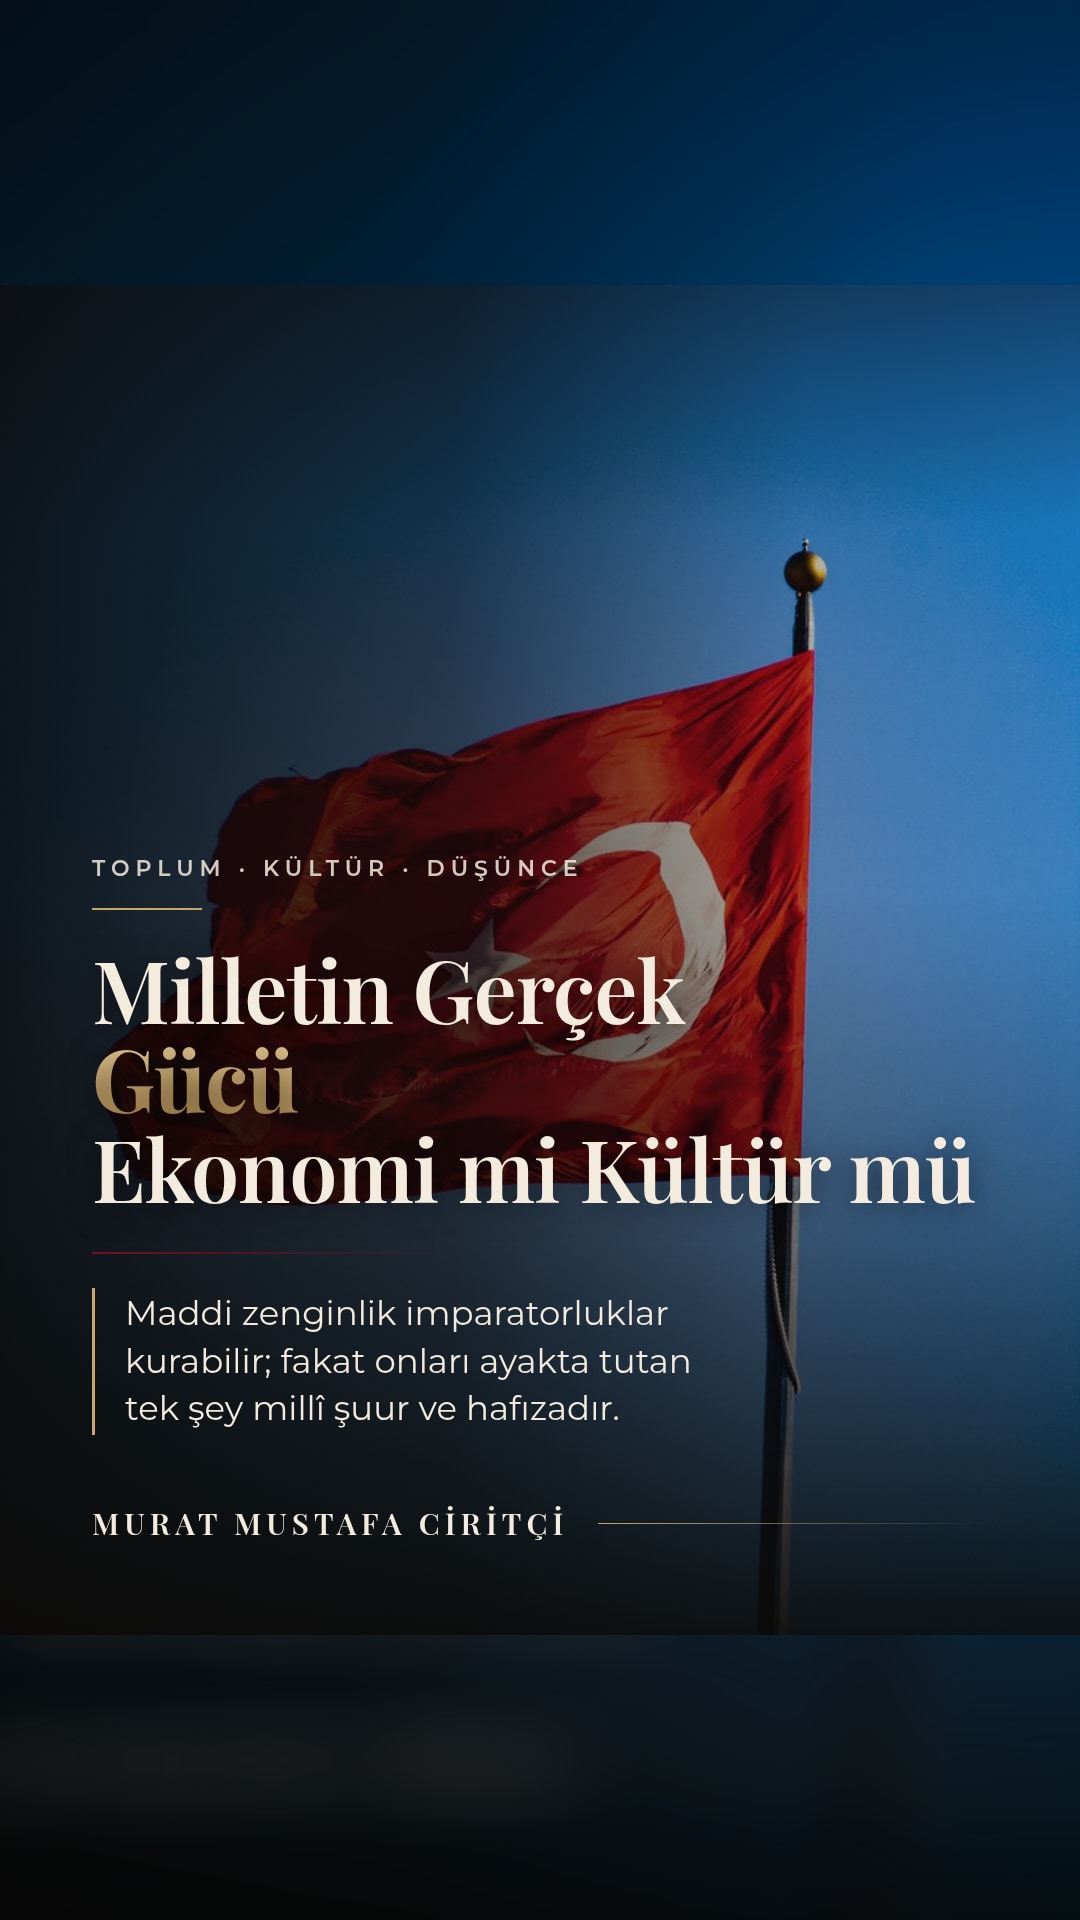 TOPLUM · KÜLTÜR · DÜŞÜNCE
Milletin Gerçek
Gücü
Ekonomi mi Kültür mü
Maddi zenginlik imparatorluklar
kurabilir; fakat onları ayakta tutan
tek şey millî şuur ve hafızadır.
MURAT MUSTAFA CİRİTÇİ